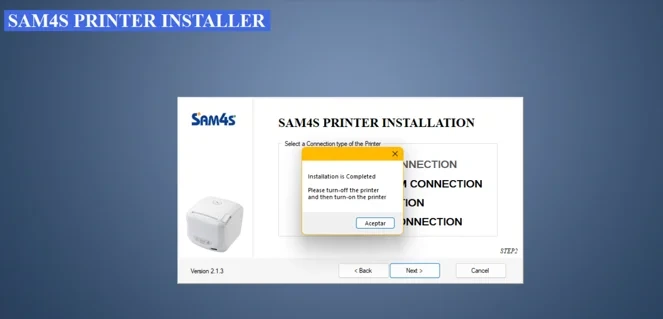 SAM4S PRINTER INSTALLER
SAM4S
SAM4S PRINTER INSTALLATION
Select a Connection type of the Printer
NNECTION
M CONNECTION
TION
ONNECTION
Installation is Completed
Please turn-off the printer
and then turn-on the printer
Aceptar
STEP2
Version 2.1.3
< Back
Next >
Cancel